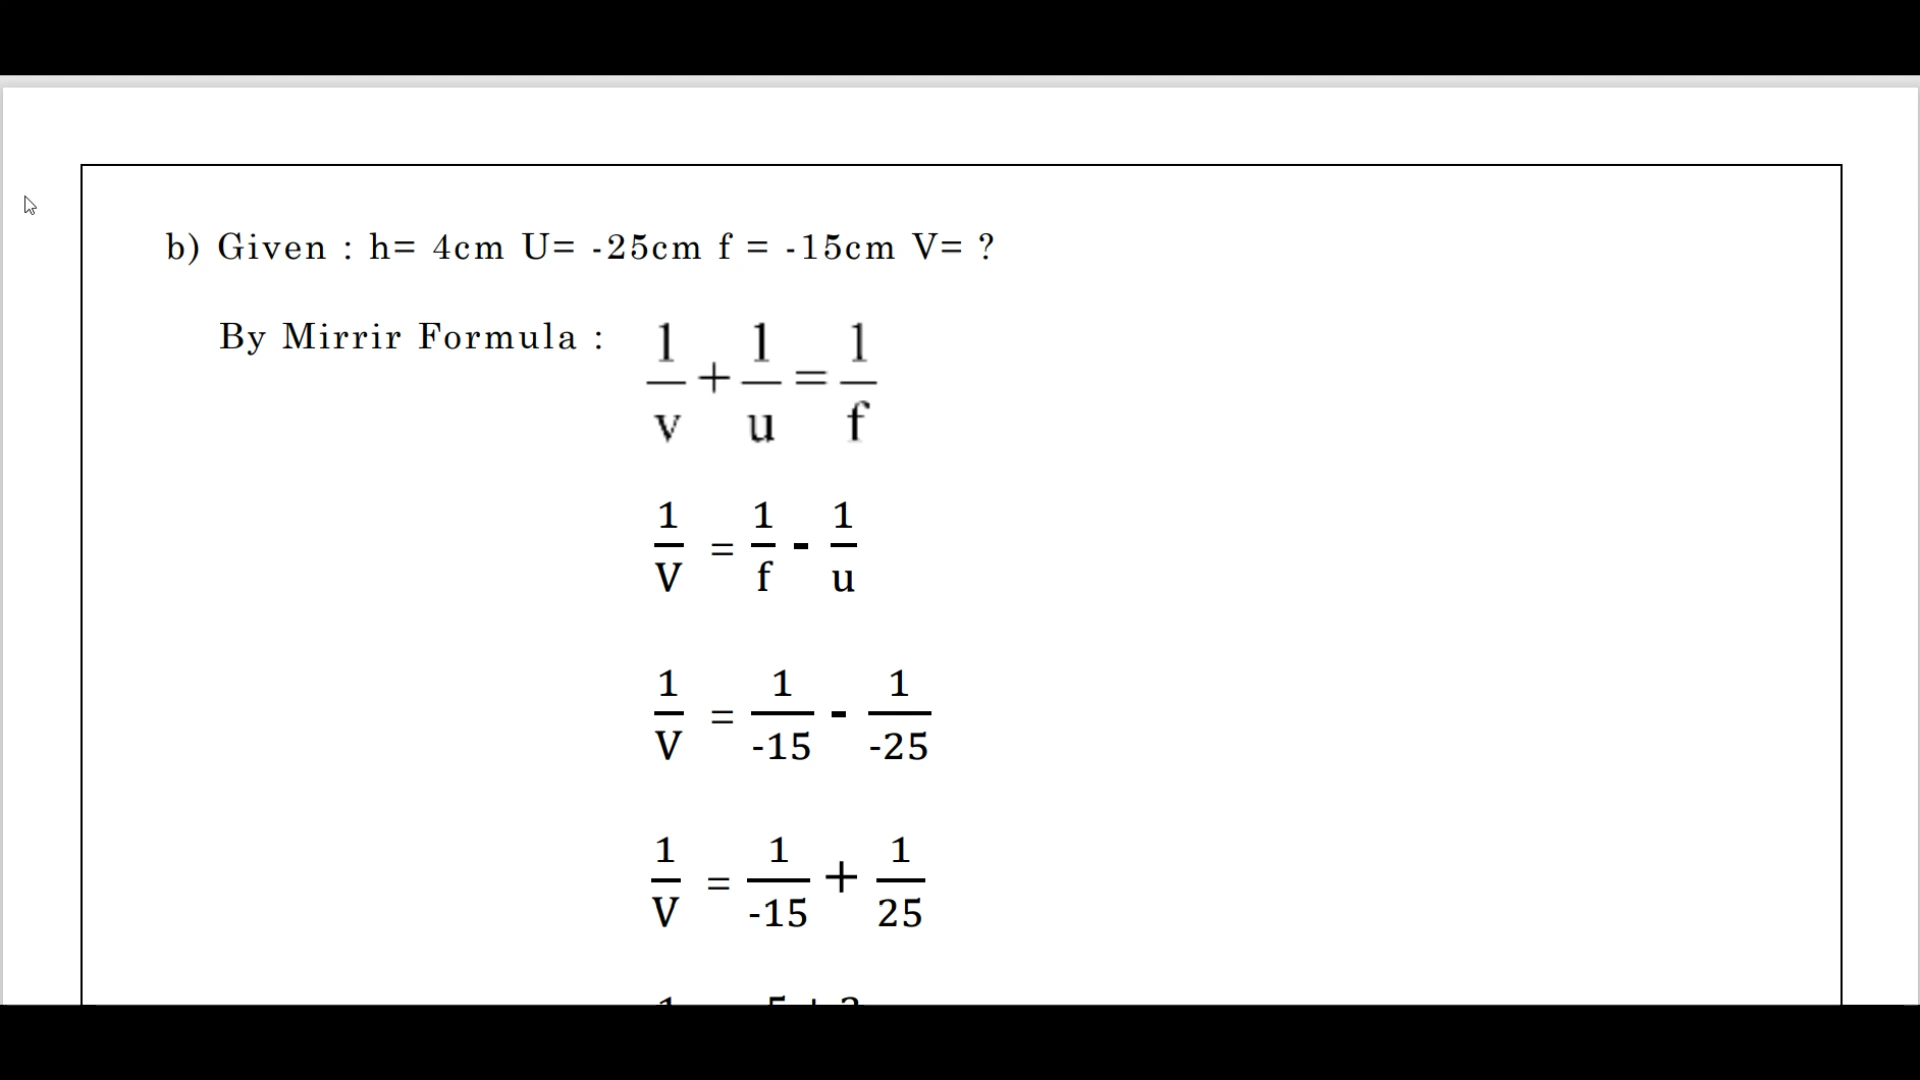 b) Given : h= 4cm U= -25cm f = -15cm V= ?
By Mirrir Formula : 1/v + 1/u = 1/f
1/V = 1/f - 1/u
1/V = 1/-15 - 1/-25
1/V = 1/-15 + 1/25